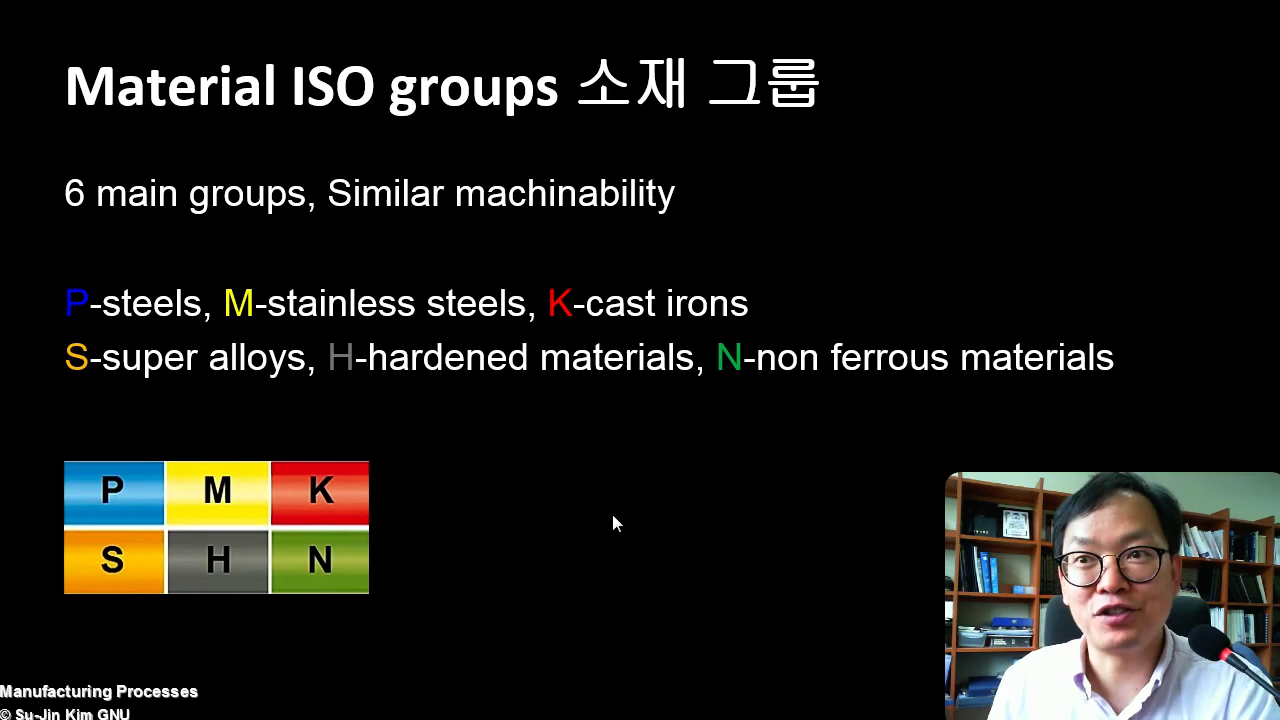 Material ISO groups 소재 그룹
6 main groups, Similar machinability
P-steels, M-stainless steels, K-cast irons
S-super alloys, H-hardened materials, N-non ferrous materials
P M K
S H N
Manufacturing Processes
© Su-Jin Kim GNU